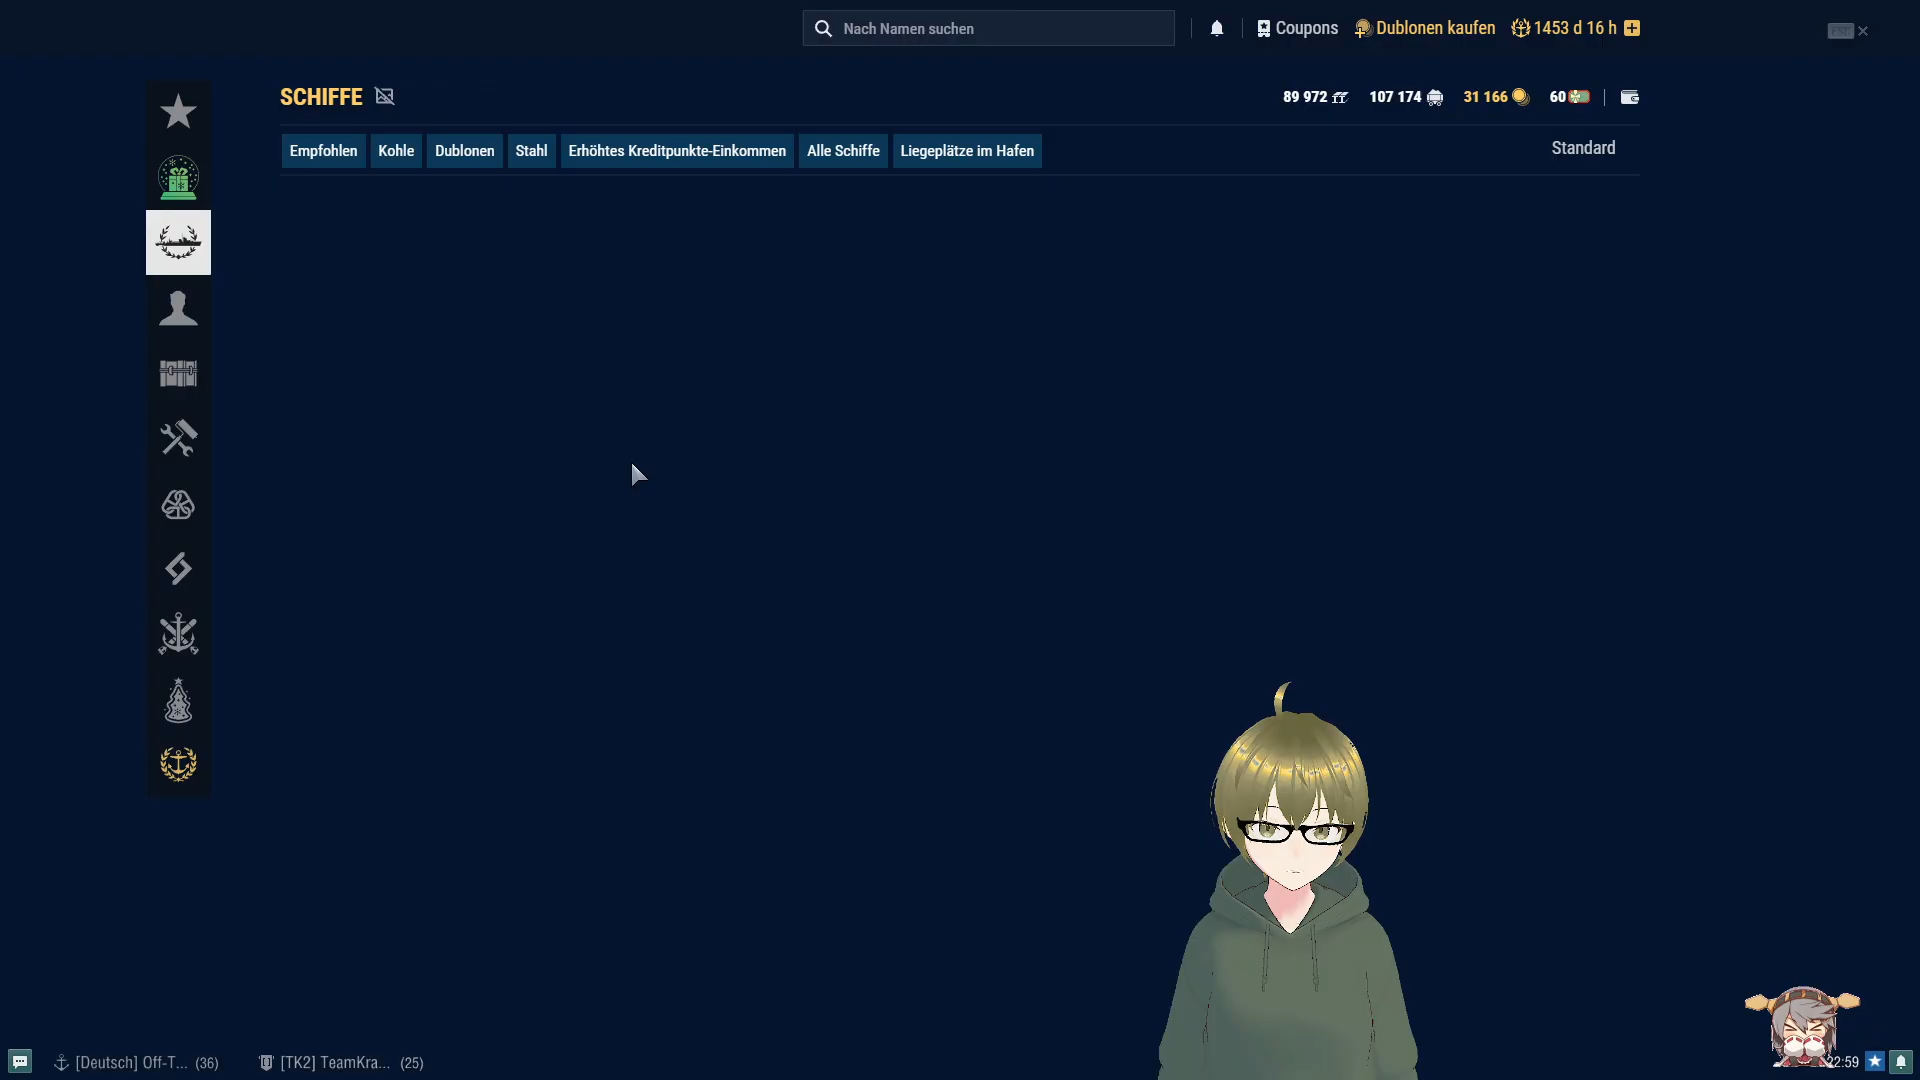 Nach Namen suchen
Coupons
Dublonen kaufen
1453 d 16 h
SCHIFFE
89 972
107 174
31 166
60
Empfohlen
Kohle
Dublonen
Stahl
Erhöhtes Kreditpunkte-Einkommen
Alle Schiffe
Liegeplätze im Hafen
Standard
[Deutsch] Off-T... (36)
[TK2] TeamKra... (25)
22:59